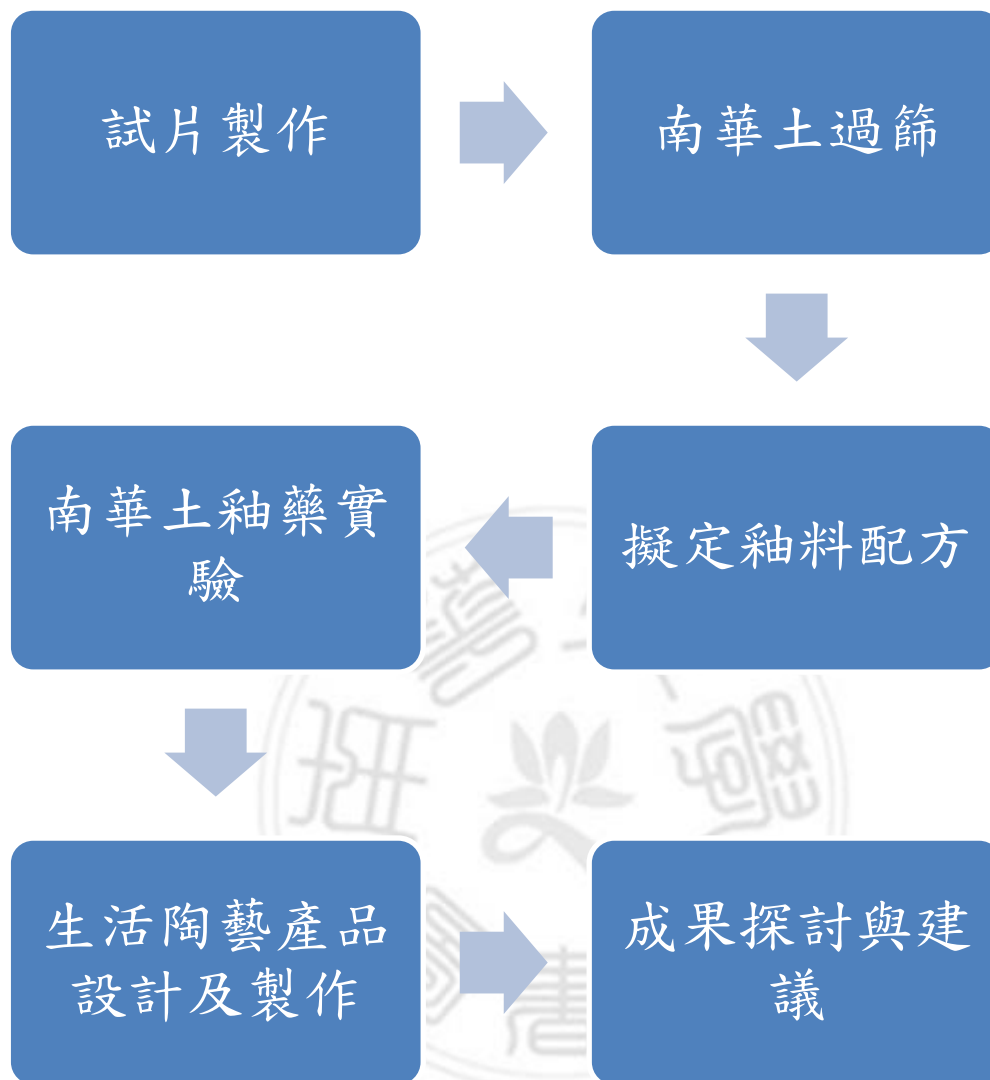 試片製作
南華土過篩
南華土釉藥實
驗
擬定釉料配方
生活陶藝產品
設計及製作
成果探討與建
議